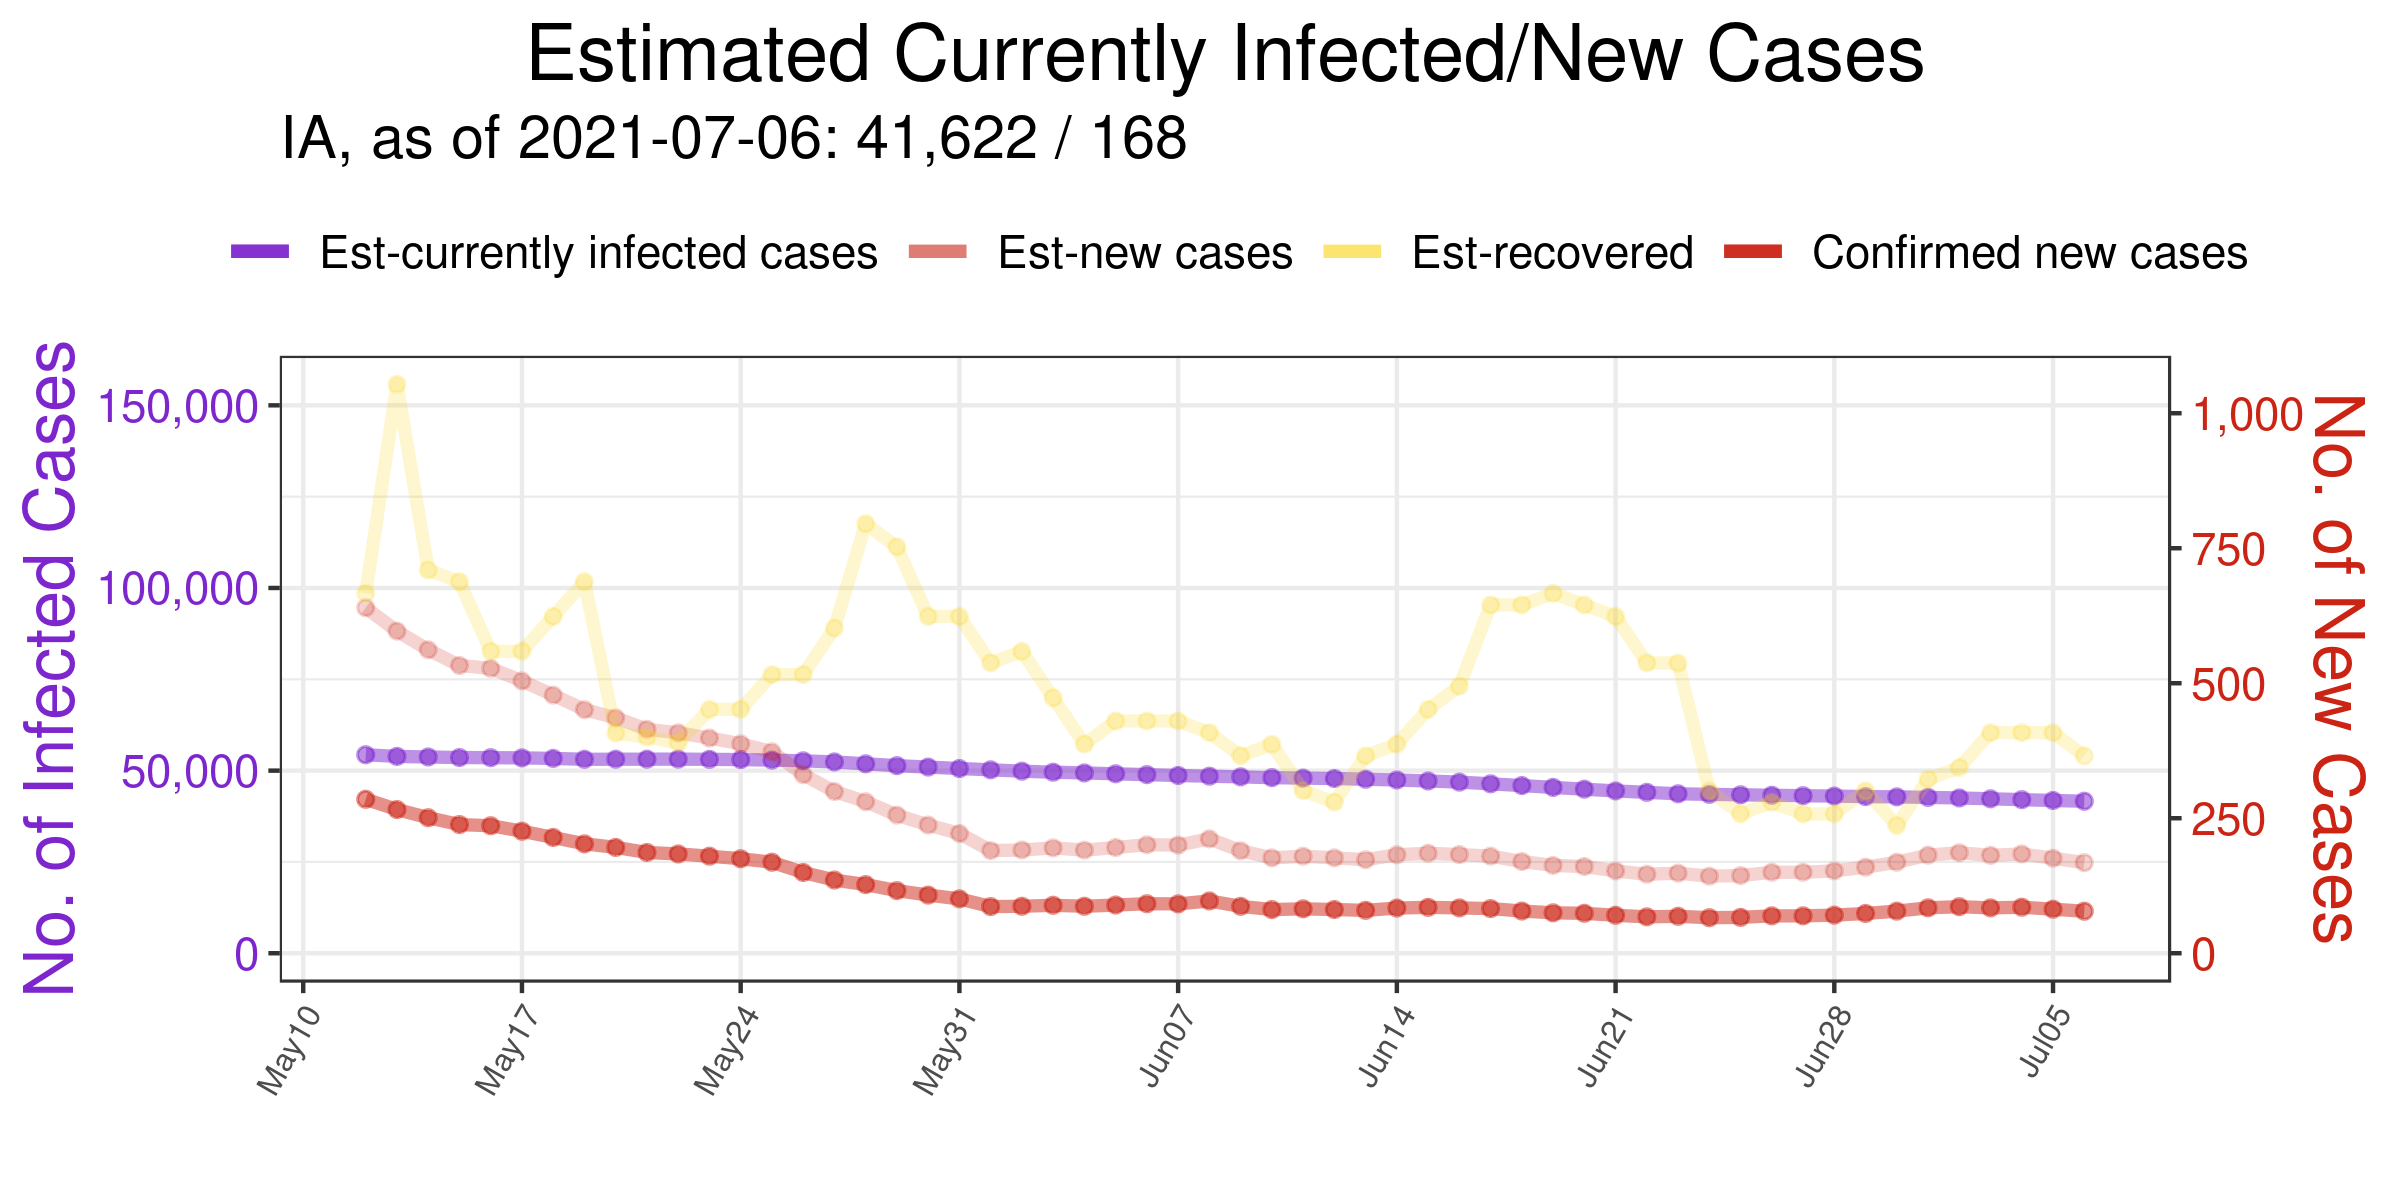 Estimated Currently Infected/New Cases
IA, as of 2021-07-06: 41,622 / 168
Est-currently infected cases Est-new cases Est-recovered Confirmed new cases
No. of Infected Cases
150,000
100,000
50,000
0
1,000
750
500
250
0
No. of New Cases
May10 May17 May24 May31 Jun07 Jun14 Jun21 Jun28 Jul05